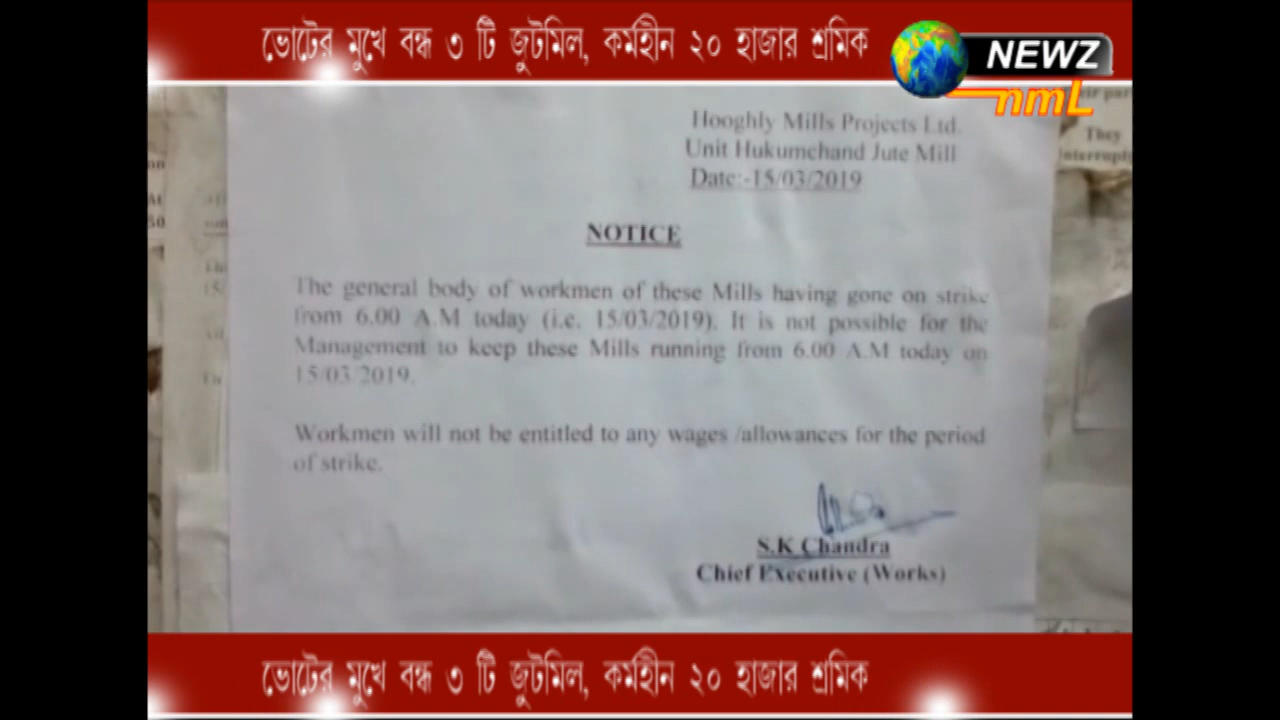 ভোটের মুখে বন্ধ ৩ টি জুটমিল, কর্মহীন ২০ হাজার শ্রমিক
NEWZ
nmL
Hooghly Mills Projects Ltd.
Unit Hukumchand Jute Mill
Date:-15/03/2019
They
NOTICE
The general body of workmen of these Mills having gone on strike
from 6.00 A.M today (i.e. 15/03/2019). It is not possible for the
Management to keep these Mills running from 6.00 A.M today on
15/03/2019.
Workmen will not be entitled to any wages /allowances for the period
of strike.
S.K Chandra
Chief Executive (Works)
ভোটের মুখে বন্ধ ৩ টি জুটমিল, কর্মহীন ২০ হাজার শ্রমিক